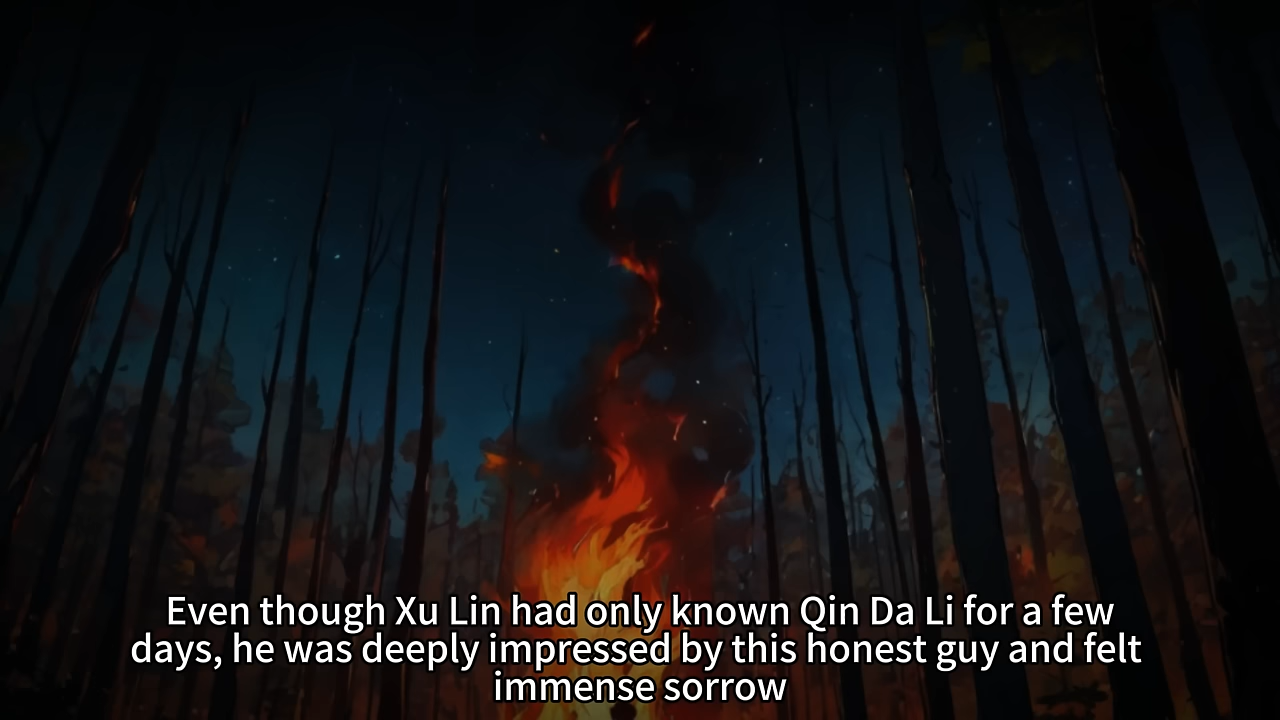 Even though Xu Lin had only known Qin Da Li for a few
days, he was deeply impressed by this honest guy and felt
immense sorrow